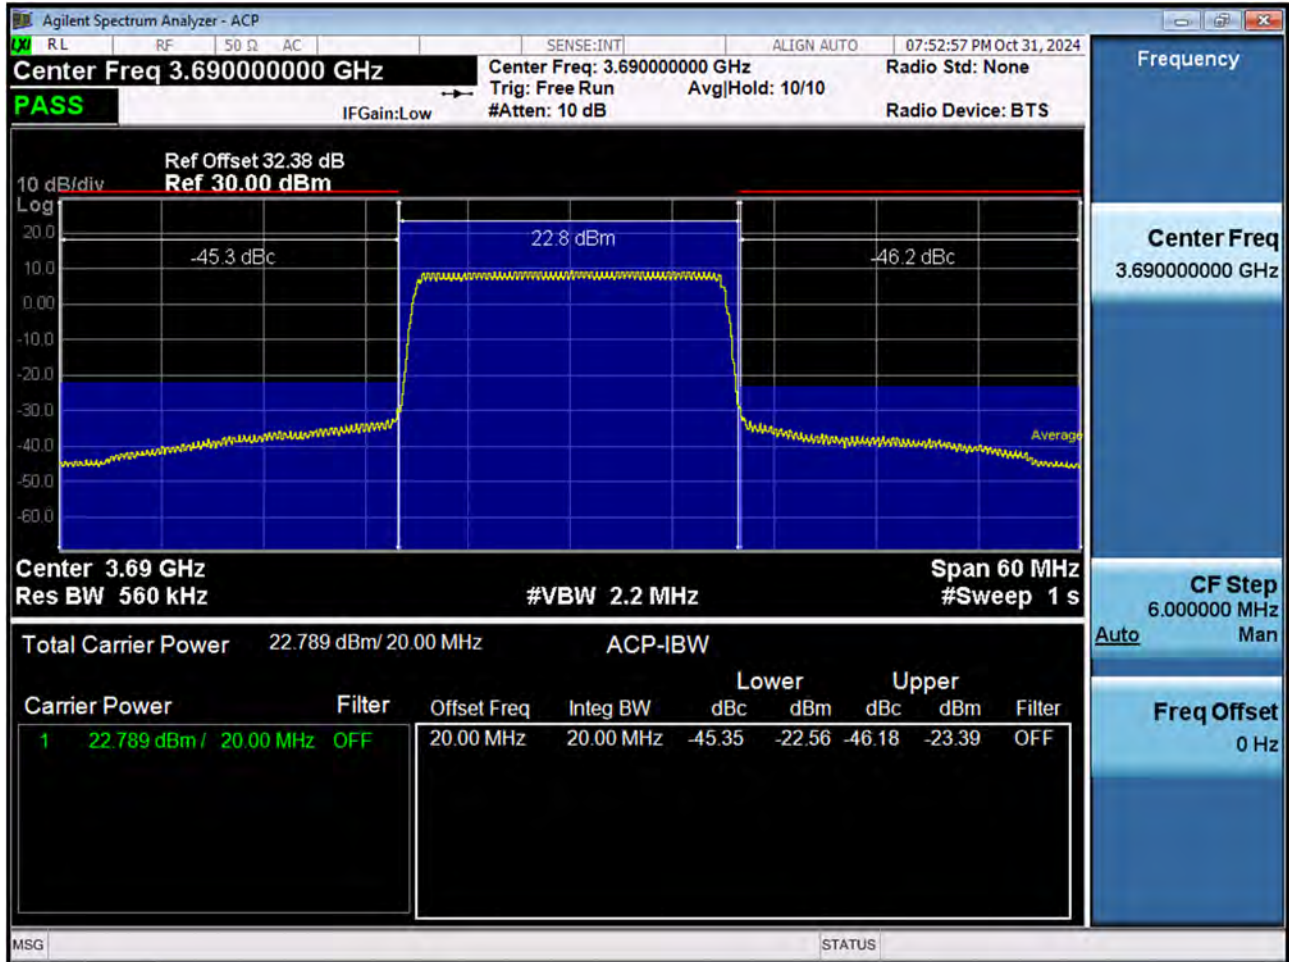 Agilent Spectrum Analyzer - ACP
LXI RL RF 50 Ω AC SENSE:INT ALIGN AUTO 07:52:57 PM Oct 31, 2024
Center Freq 3.690000000 GHz
Center Freq: 3.690000000 GHz
Radio Std: None
Trig: Free Run Avg|Hold: 10/10
PASS
IFGain:Low
#Atten: 10 dB
Radio Device: BTS
Ref Offset 32.38 dB
10 dB/div Ref 30.00 dBm
Log
20.0
10.0
0.00
-10.0
-20.0
-30.0
-40.0
-50.0
-60.0
-45.3 dBc
22.8 dBm
-46.2 dBc
Average
Center 3.69 GHz Span 60 MHz
Res BW 560 kHz #VBW 2.2 MHz #Sweep 1 s
Total Carrier Power 22.789 dBm/ 20.00 MHz ACP-IBW
Lower Upper
Carrier Power Filter Offset Freq Integ BW dBc dBm dBc dBm Filter
1 22.789 dBm / 20.00 MHz OFF 20.00 MHz 20.00 MHz -45.35 -22.56 -46.18 -23.39 OFF
MSG STATUS
Frequency
Center Freq
3.690000000 GHz
CF Step
6.000000 MHz
Auto Man
Freq Offset
0 Hz